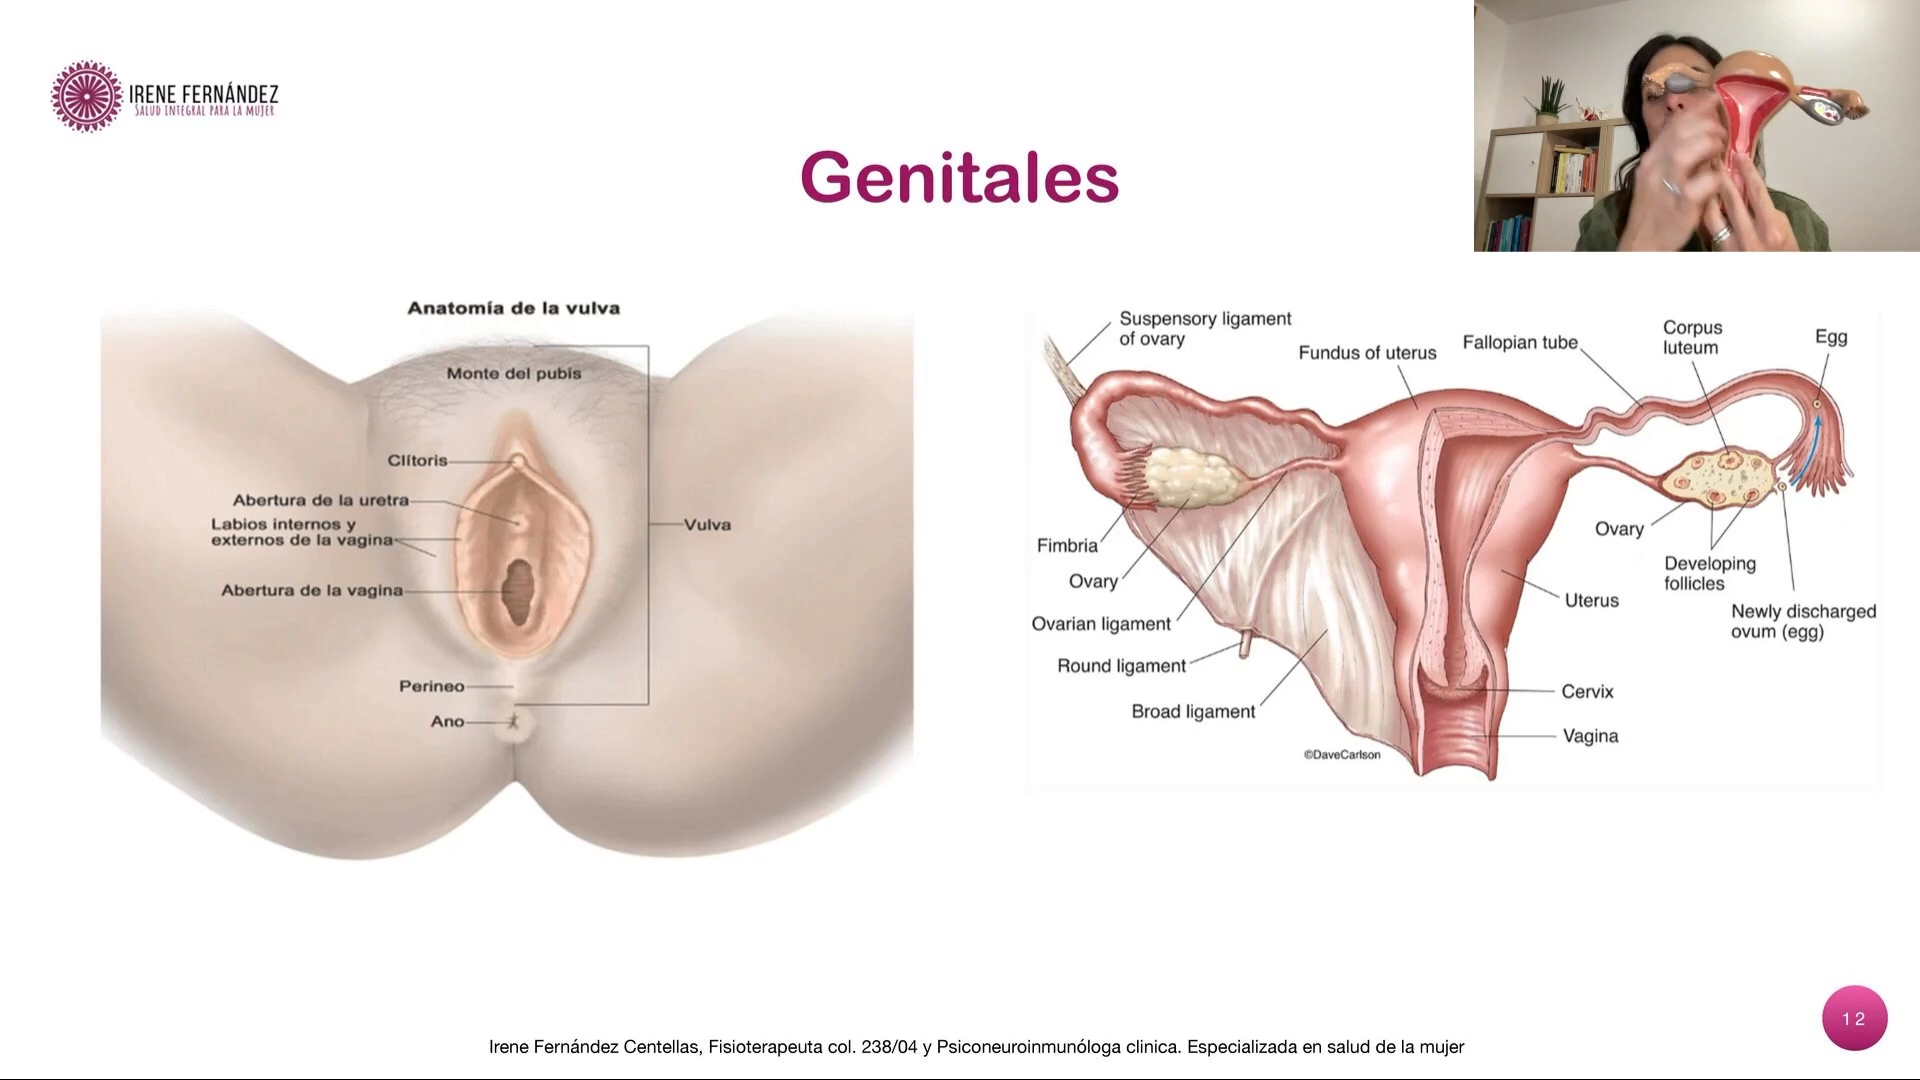 IRENE FERNÁNDEZ
SALUD INTEGRAL PARA LA MUJER
Genitales
Anatomía de la vulva
Monte del pubis
Clítoris
Abertura de la uretra
Labios internos y
externos de la vagina
Vulva
Abertura de la vagina
Perineo
Ano
Suspensory ligament
of ovary
Fundus of uterus
Fallopian tube
Corpus
luteum
Egg
Fimbria
Ovary
Ovarian ligament
Round ligament
Broad ligament
Ovary
Developing
follicles
Newly discharged
ovum (egg)
Uterus
Cervix
Vagina
©DaveCarlson
12
Irene Fernández Centellas, Fisioterapeuta col. 238/04 y Psiconeuroinmunóloga clinica. Especializada en salud de la mujer